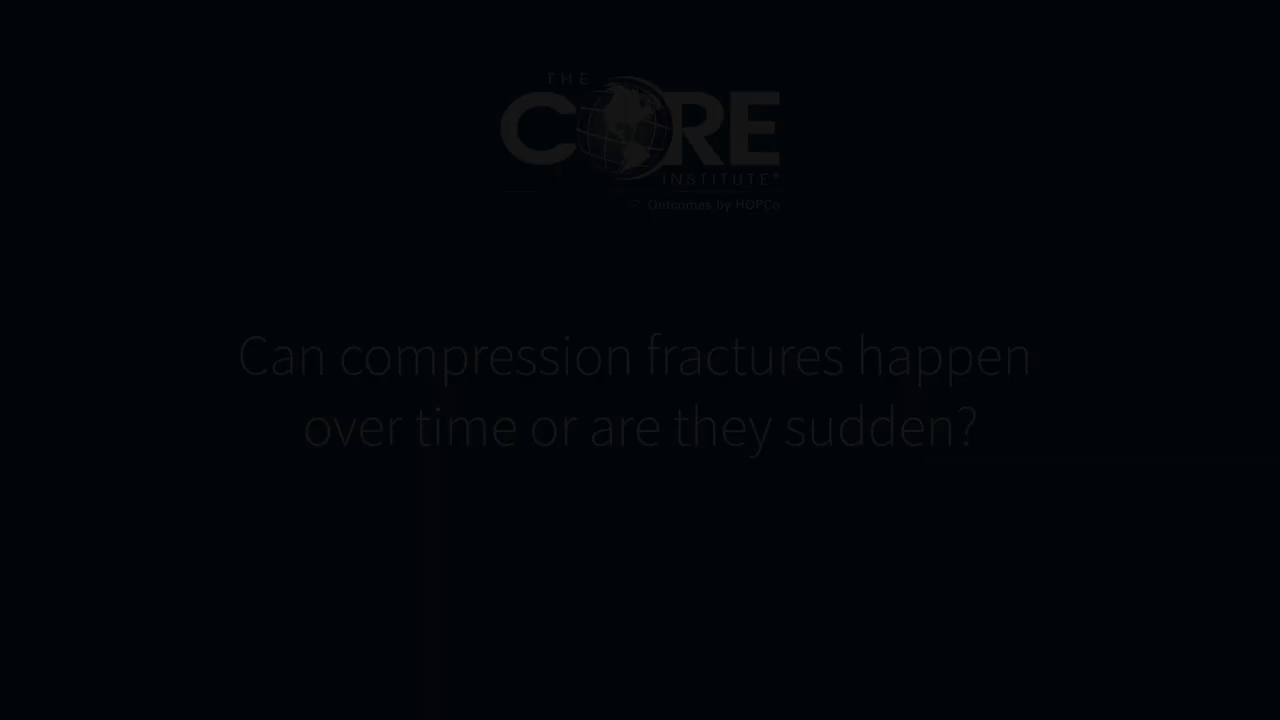 THE
CORE
INSTITUTE®
Outcomes by HOPCo
Can compression fractures happen
over time or are they sudden?